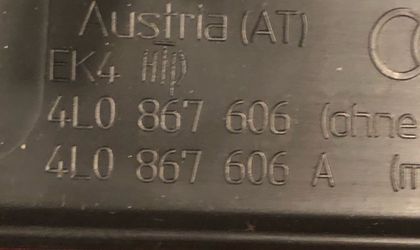 Austria (AT)
EK4
4L0 867 606 (ohne
4L0 867 606 A (m